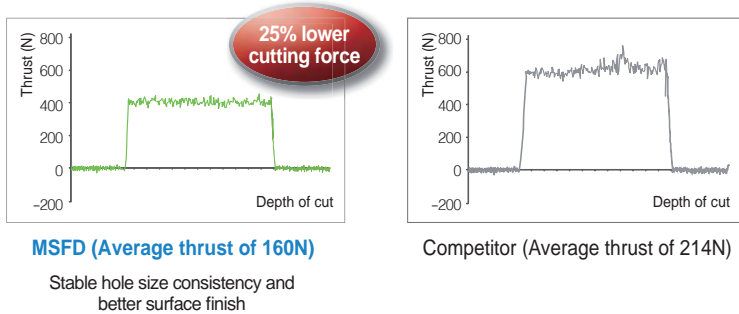 25% lower
cutting force
Thrust (N)
800
600
400
200
0
-200
Depth of cut
MSFD (Average thrust of 160N)
Stable hole size consistency and
better surface finish
Thrust (N)
800
600
400
200
0
-200
Depth of cut
Competitor (Average thrust of 214N)